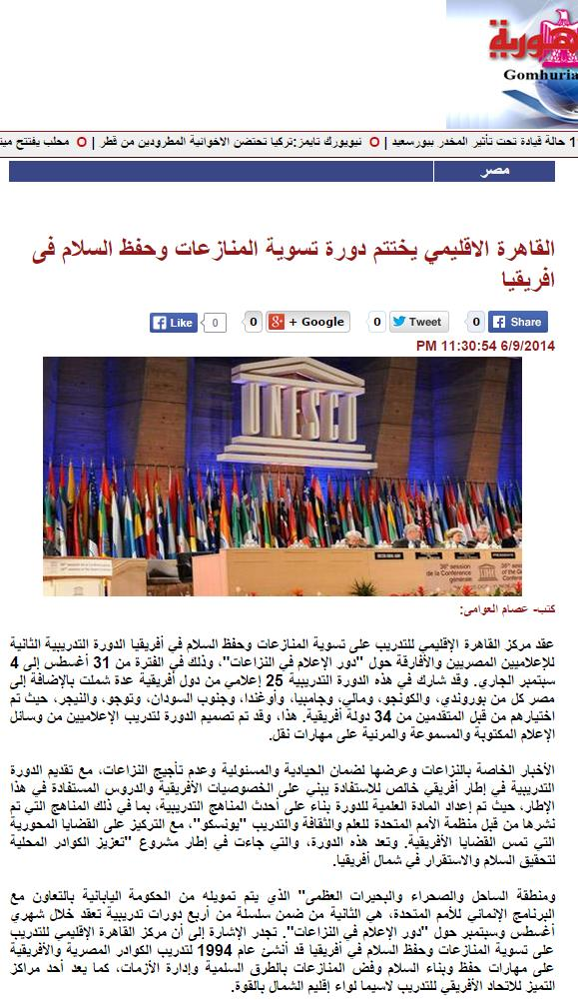 هورية
Gomhuria
حالة قيادة تحت تأثير المخدر ببورسعيد | O نيويورك تايمز:تركيا تحتضن الاخوانية المطرودين من قطر | O محلب يفتتح
مصر
القاهرة الاقليمي يختتم دورة تسوية المنازعات وحفظ السلام فى
افريقيا
Share 0 Tweet 0 Google + 0 Like 0
6/9/2014 11:30:54 PM
UNESCO
كتب- عصام العوامى:
عقد مركز القاهرة الإقليمي للتدريب على تسوية المنازعات وحفظ السلام في أفريقيا الدورة التدريبية الثانية
للإعلاميين المصريين والأفارقة حول "دور الإعلام في النزاعات"، وذلك في الفترة من 31 أغسطس إلى 4
سبتمبر الجاري. وقد شارك في هذه الدورة التدريبية 25 إعلامي من دول أفريقية عدة شملت بالإضافة إلى
مصر كل من بوروندي، والكونجو، ومالي، وجامبيا، وأوغندا، وجنوب السودان، وتوجو، والنيجر، حيث تم
اختيارهم من قبل المتقدمين من 34 دولة أفريقية. هذا، وقد تم تصميم الدورة لتدريب الإعلاميين من وسائل
الإعلام المكتوبة والمسموعة والمرئية على مهارات نقل.
الأخبار الخاصة بالنزاعات وعرضها لضمان الحيادية والمسئولية وعدم تأجيج النزاعات، مع تقديم الدورة
التدريبية في إطار أفريقي خالص للاستفادة يبني على الخصوصيات الأفريقية والدروس المستفادة في هذا
الإطار، حيث تم إعداد المادة العلمية للدورة بناء على أحدث المناهج التدريبية، بما في ذلك المناهج التي تم
نشرها من قبل منظمة الأمم المتحدة للعلم والثقافة والتدريب "يونسكو"، مع التركيز على القضايا المحورية
التي تمس القضايا الأفريقية. وتعد هذه الدورة، والتي جاءت في إطار مشروع "تعزيز الكوادر المحلية
لتحقيق السلام والاستقرار في شمال أفريقيا.
ومنطقة الساحل والصحراء والبحيرات العظمى" الذي يتم تمويله من الحكومة اليابانية بالتعاون مع
البرنامج الإنمائي للأمم المتحدة، هي الثانية من ضمن سلسلة من أربع دورات تدريبية تعقد خلال شهري
أغسطس وسبتمبر حول "دور الإعلام في النزاعات". تجدر الإشارة إلى أن مركز القاهرة الإقليمي للتدريب
على تسوية المنازعات وحفظ السلام في أفريقيا قد أنشئ عام 1994 لتدريب الكوادر المصرية والأفريقية
على مهارات حفظ وبناء السلام وفض المنازعات بالطرق السلمية وإدارة الأزمات، كما يعد أحد مراكز
التميز للاتحاد الأفريقي للتدريب لاسيما لواء إقليم الشمال بالقوة.